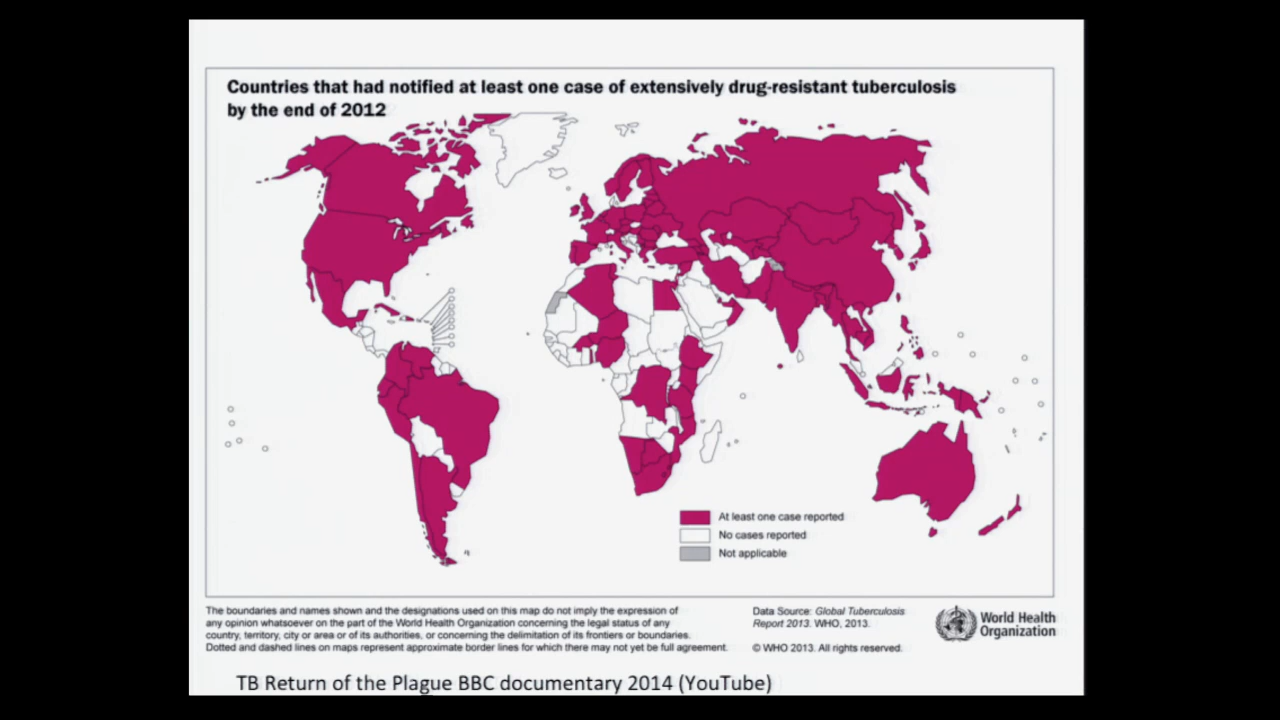 Countries that had notified at least one case of extensively drug-resistant tuberculosis
by the end of 2012
At least one case reported
No cases reported
Not applicable
The boundaries and names shown and the designations used on this map do not imply the expression of
any opinion whatsoever on the part of the World Health Organization concerning the legal status of any
country, territory, city or area or of its authorities, or concerning the delimitation of its frontiers or boundaries.
Dotted and dashed lines on maps represent approximate border lines for which there may not yet be full agreement.
Data Source: Global Tuberculosis
Report 2013. WHO, 2013.
© WHO 2013. All rights reserved.
World Health
Organization
TB Return of the Plague BBC documentary 2014 (YouTube)